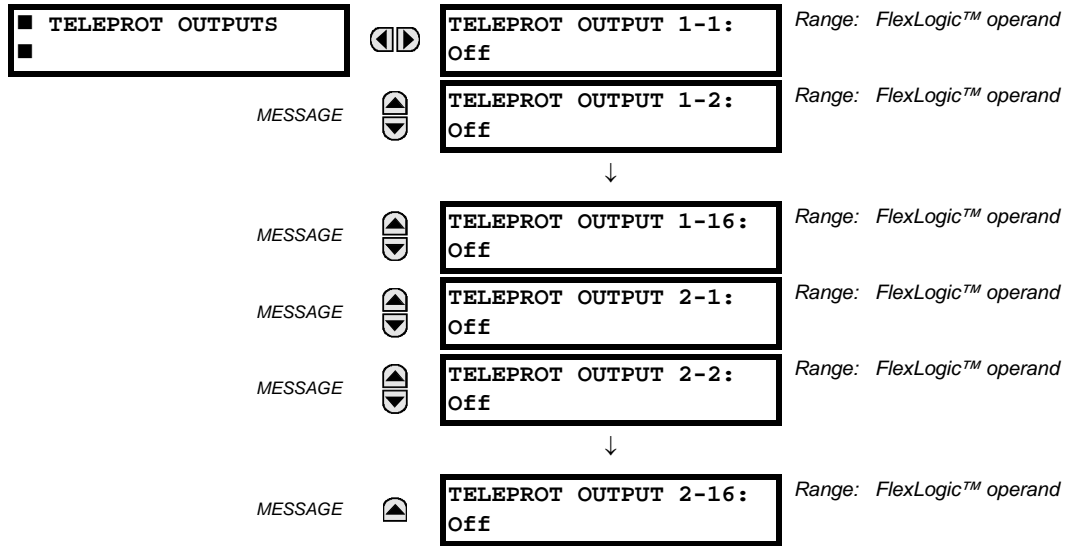 ■ TELEPROT OUTPUTS
■
TELEPROT OUTPUT 1-1:
Off
Range: FlexLogic™ operand
MESSAGE
TELEPROT OUTPUT 1-2:
Off
Range: FlexLogic™ operand
↓
MESSAGE
TELEPROT OUTPUT 1-16:
Off
Range: FlexLogic™ operand
MESSAGE
TELEPROT OUTPUT 2-1:
Off
Range: FlexLogic™ operand
MESSAGE
TELEPROT OUTPUT 2-2:
Off
Range: FlexLogic™ operand
↓
MESSAGE
TELEPROT OUTPUT 2-16:
Off
Range: FlexLogic™ operand